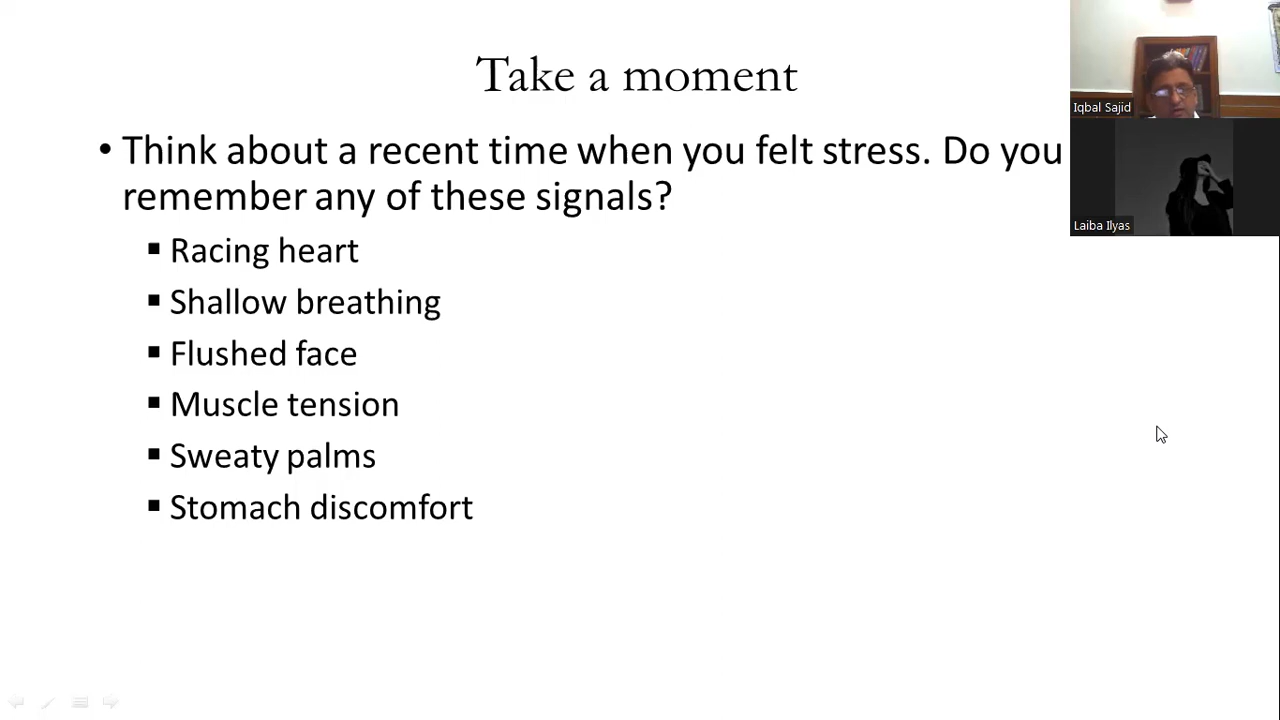 Take a moment
• Think about a recent time when you felt stress. Do you
remember any of these signals?
▪ Racing heart
▪ Shallow breathing
▪ Flushed face
▪ Muscle tension
▪ Sweaty palms
▪ Stomach discomfort
Iqbal Sajid
Laiba Ilyas